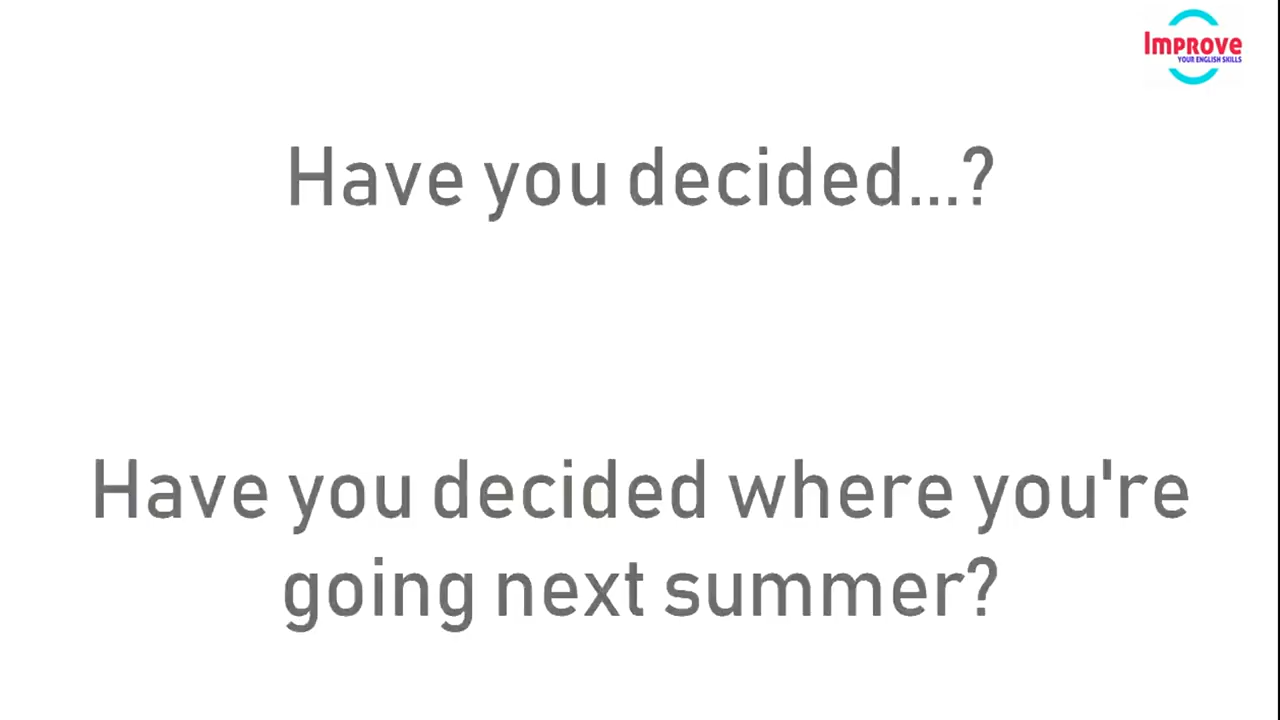 Improve
YOUR ENGLISH SKILLS
Have you decided...?
Have you decided where you're
going next summer?